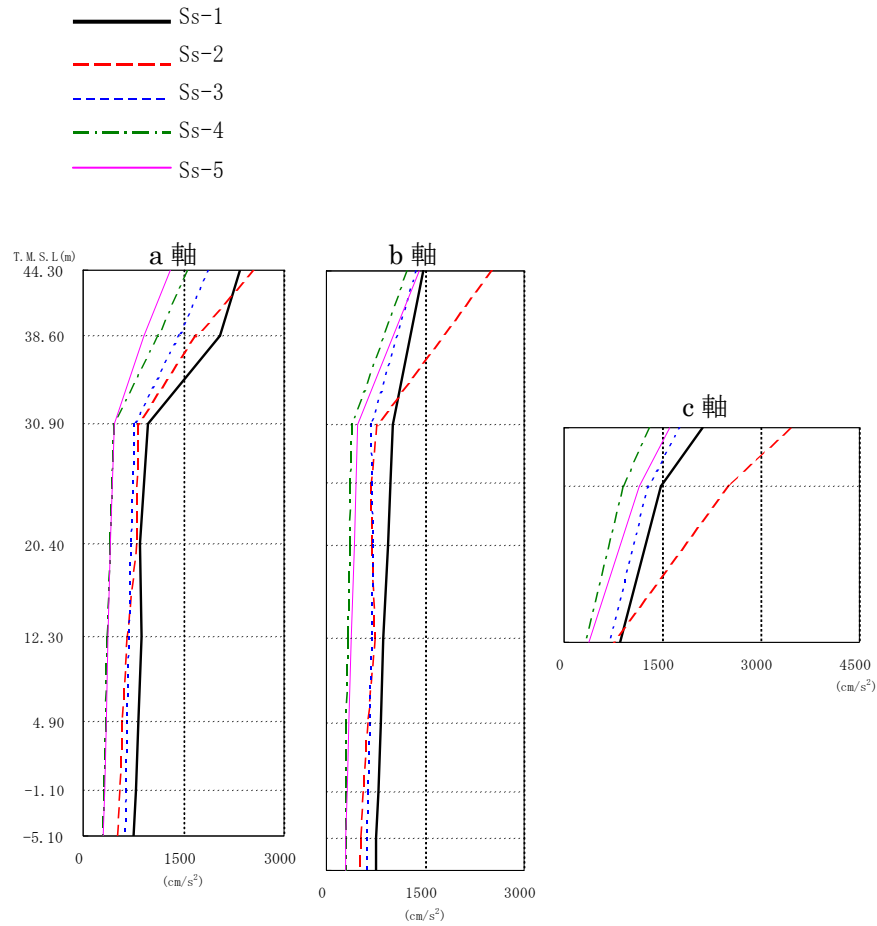 Ss-1
Ss-2
Ss-3
Ss-4
Ss-5
T.M.S.L(m)
a 軸
b 軸
44.30
38.60
30.90
20.40
12.30
4.90
-1.10
-5.10
0 1500 3000
(cm/s²)
0 1500 3000
(cm/s²)
c 軸
0 1500 3000 4500
(cm/s²)